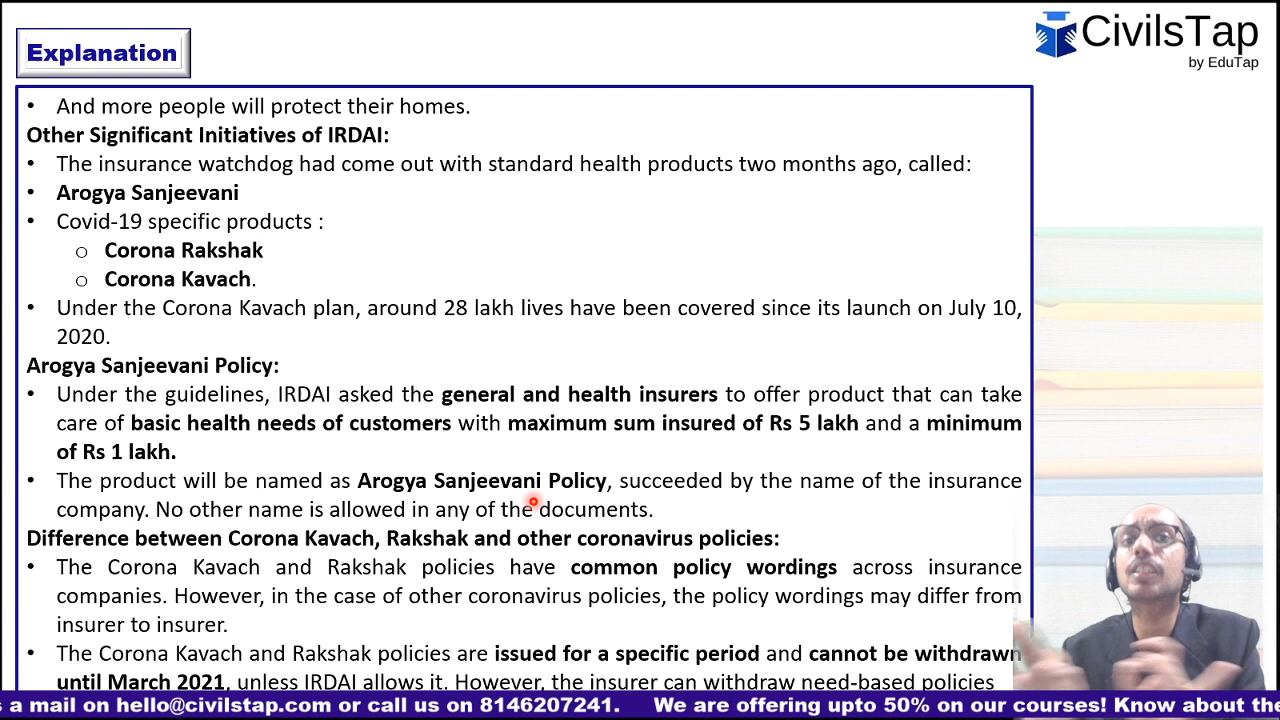 CivilsTap
by EduTap
Explanation
• And more people will protect their homes.
Other Significant Initiatives of IRDAI:
• The insurance watchdog had come out with standard health products two months ago, called:
• Arogya Sanjeevani
• Covid-19 specific products :
o Corona Rakshak
o Corona Kavach.
• Under the Corona Kavach plan, around 28 lakh lives have been covered since its launch on July 10,
2020.
Arogya Sanjeevani Policy:
• Under the guidelines, IRDAI asked the general and health insurers to offer product that can take
care of basic health needs of customers with maximum sum insured of Rs 5 lakh and a minimum
of Rs 1 lakh.
• The product will be named as Arogya Sanjeevani Policy, succeeded by the name of the insurance
company. No other name is allowed in any of the documents.
Difference between Corona Kavach, Rakshak and other coronavirus policies:
• The Corona Kavach and Rakshak policies have common policy wordings across insurance
companies. However, in the case of other coronavirus policies, the policy wordings may differ from
insurer to insurer.
• The Corona Kavach and Rakshak policies are issued for a specific period and cannot be withdrawn
until March 2021, unless IRDAI allows it. However, the insurer can withdraw need-based policies
s a mail on hello@civilstap.com or call us on 8146207241. We are offering upto 50% on our courses! Know about the